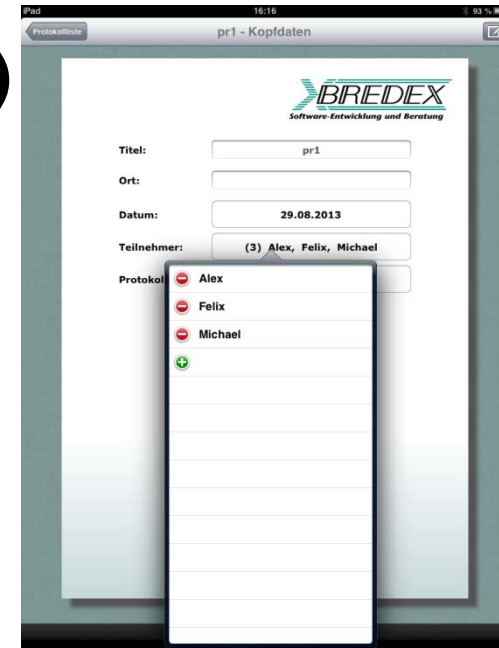 iPad 16:16 93 %
Protokollliste pr1 - Kopfdaten
BREDEX
Software-Entwicklung und Beratung
Titel: pr1
Ort:
Datum: 29.08.2013
Teilnehmer: (3) Alex, Felix, Michael
Protokol
Alex
Felix
Michael